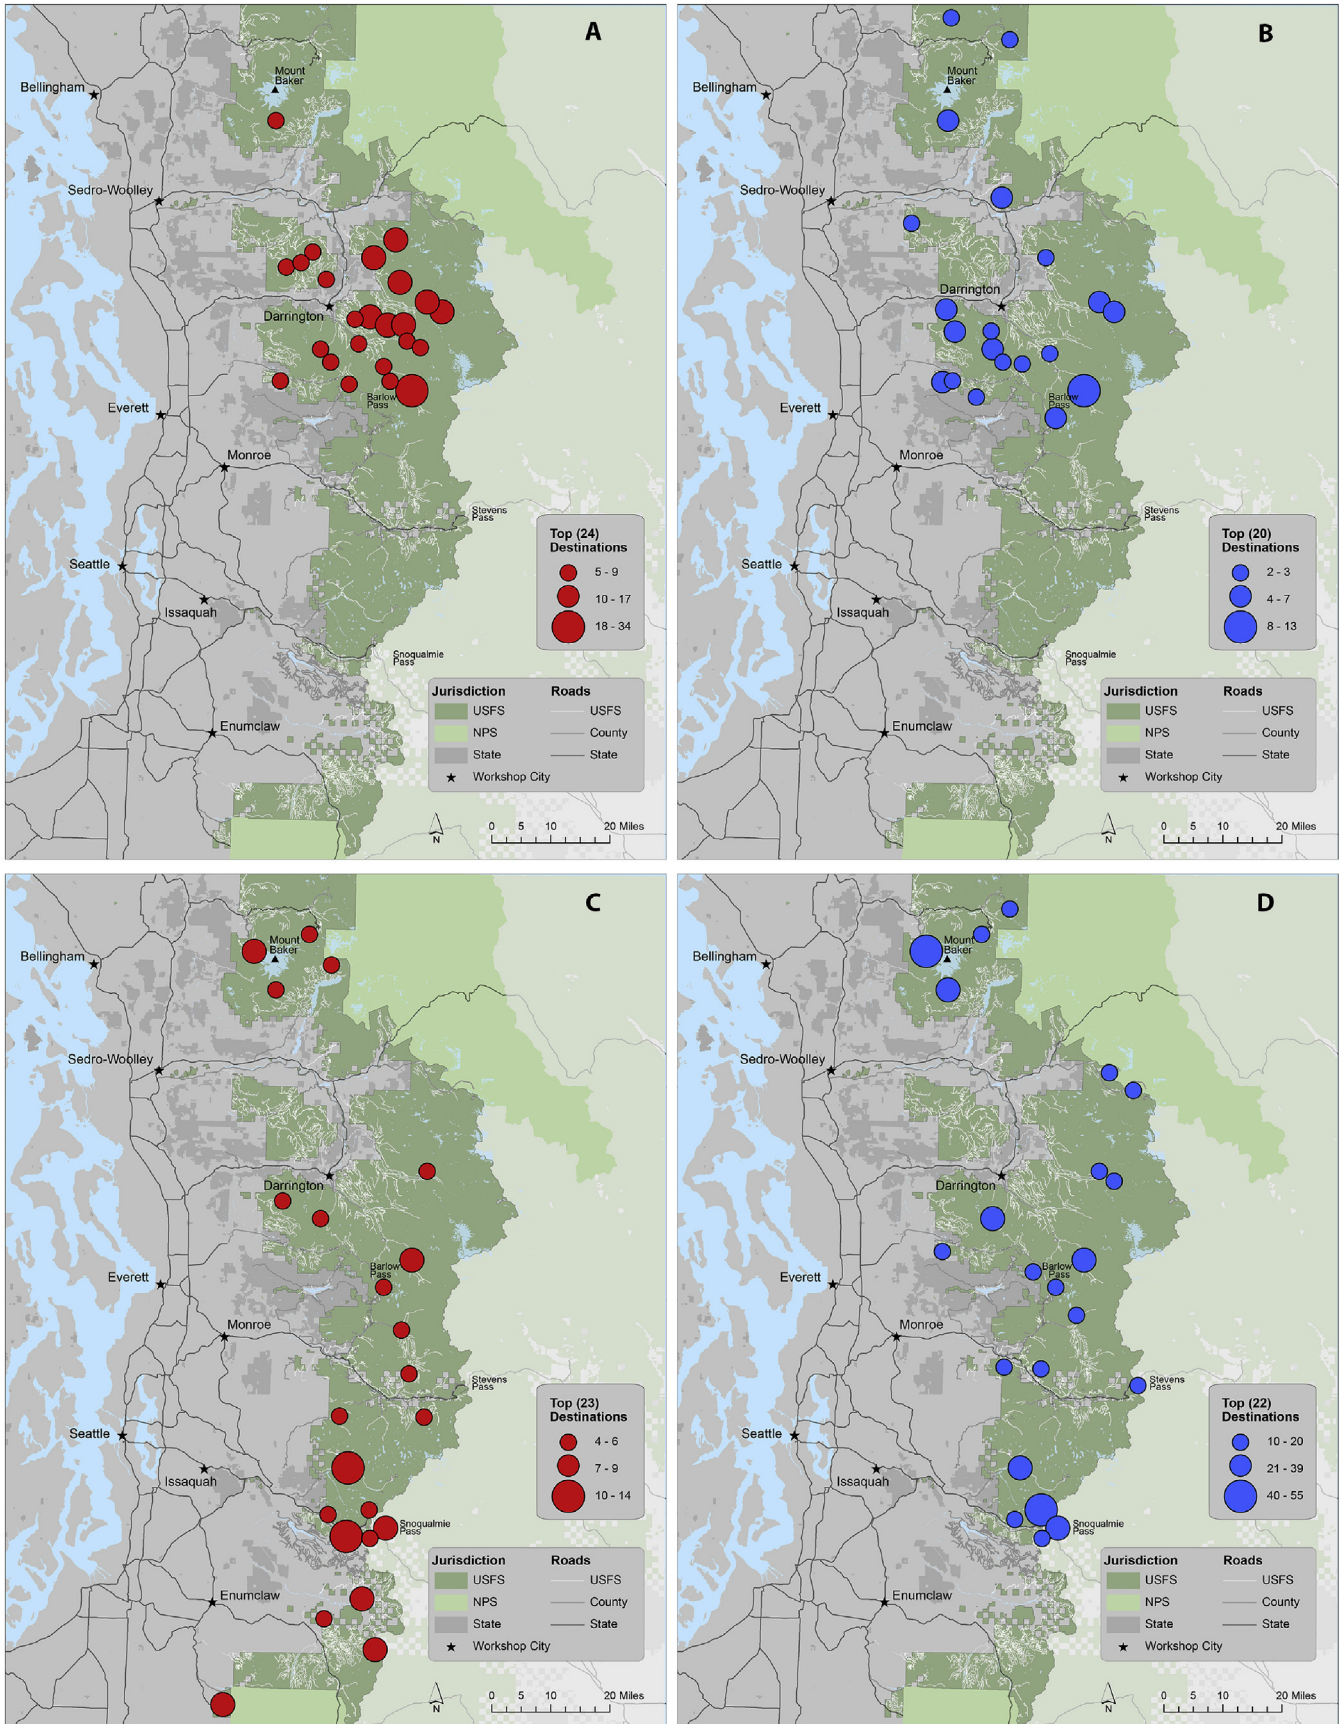 A
Mount
Baker
Bellingham
Sedro-Woolley
Darrington
Barlow
Pass
Everett
Monroe
Stevens
Pass
Top (24)
Destinations
5 - 9
10 - 17
18 - 34
Seattle
Issaquah
Snoqualmie
Pass
Jurisdiction
USFS
NPS
State
Workshop City
Roads
USFS
County
State
Enumclaw
N
0 5 10 20 Miles
B
Mount
Baker
Bellingham
Sedro-Woolley
Darrington
Barlow
Pass
Everett
Monroe
Stevens
Pass
Top (20)
Destinations
2 - 3
4 - 7
8 - 13
Seattle
Issaquah
Snoqualmie
Pass
Jurisdiction
USFS
NPS
State
Workshop City
Roads
USFS
County
State
Enumclaw
N
0 5 10 20 Miles
C
Mount
Baker
Bellingham
Sedro-Woolley
Darrington
Barlow
Pass
Everett
Monroe
Stevens
Pass
Top (23)
Destinations
4 - 6
7 - 9
10 - 14
Seattle
Issaquah
Snoqualmie
Pass
Jurisdiction
USFS
NPS
State
Workshop City
Roads
USFS
County
State
Enumclaw
N
0 5 10 20 Miles
D
Mount
Baker
Bellingham
Sedro-Woolley
Darrington
Barlow
Pass
Everett
Monroe
Stevens
Pass
Top (22)
Destinations
10 - 20
21 - 39
40 - 55
Seattle
Issaquah
Snoqualmie
Pass
Jurisdiction
USFS
NPS
State
Workshop City
Roads
USFS
County
State
Enumclaw
N
0 5 10 20 Miles